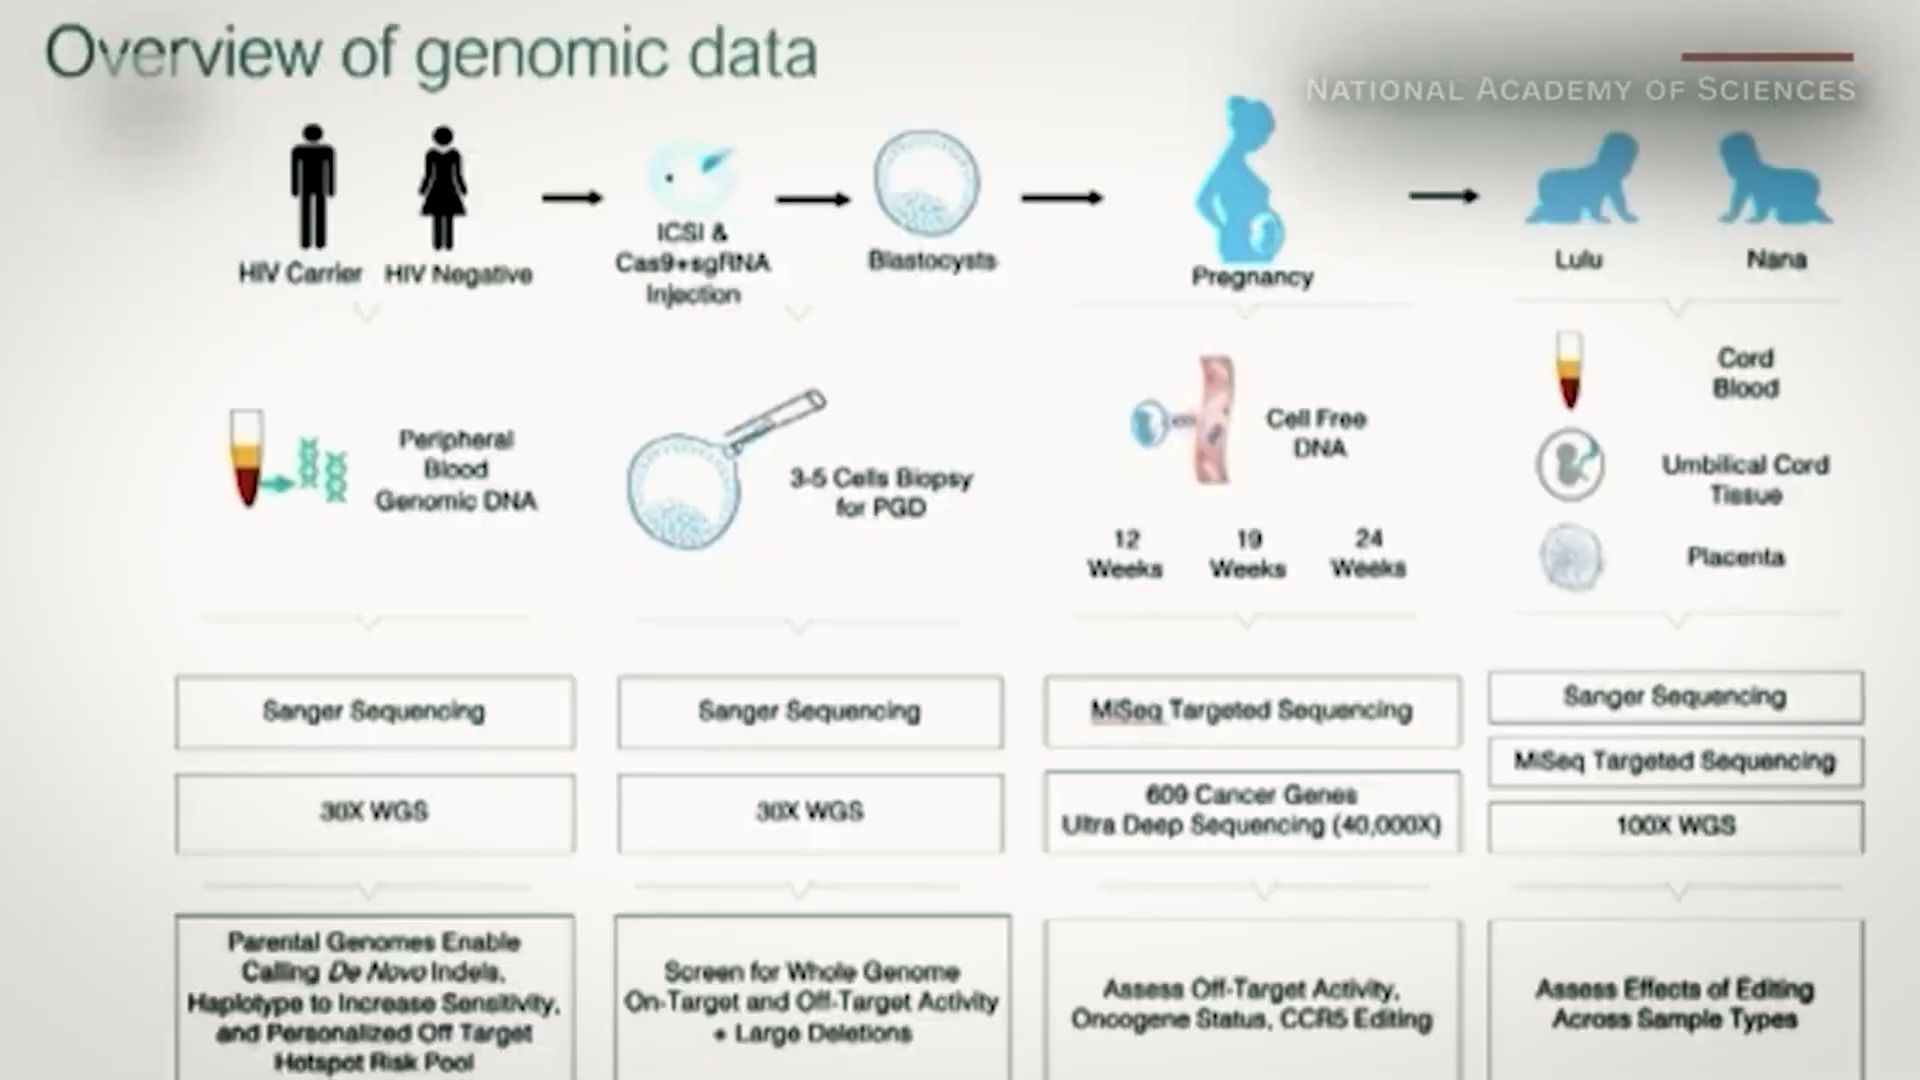 Overview of genomic data
NATIONAL ACADEMY OF SCIENCES
HIV Carrier
HIV Negative
ICSI &
Cas9+sgRNA
Injection
Blastocysts
Pregnancy
Lulu
Nana
Peripheral
Blood
Genomic DNA
3-5 Cells Biopsy
for PGD
Cell Free
DNA
12
Weeks
19
Weeks
24
Weeks
Cord
Blood
Umbilical Cord
Tissue
Placenta
Sanger Sequencing
30X WGS
Parental Genomes Enable
Calling De Novo Indels,
Haplotype to Increase Sensitivity,
and Personalized Off Target
Hotspot Risk Pool
Sanger Sequencing
30X WGS
Screen for Whole Genome
On-Target and Off-Target Activity
+ Large Deletions
MiSeq Targeted Sequencing
609 Cancer Genes
Ultra Deep Sequencing (40,000X)
Assess Off-Target Activity,
Oncogene Status, CCR5 Editing
Sanger Sequencing
MiSeq Targeted Sequencing
100X WGS
Assess Effects of Editing
Across Sample Types